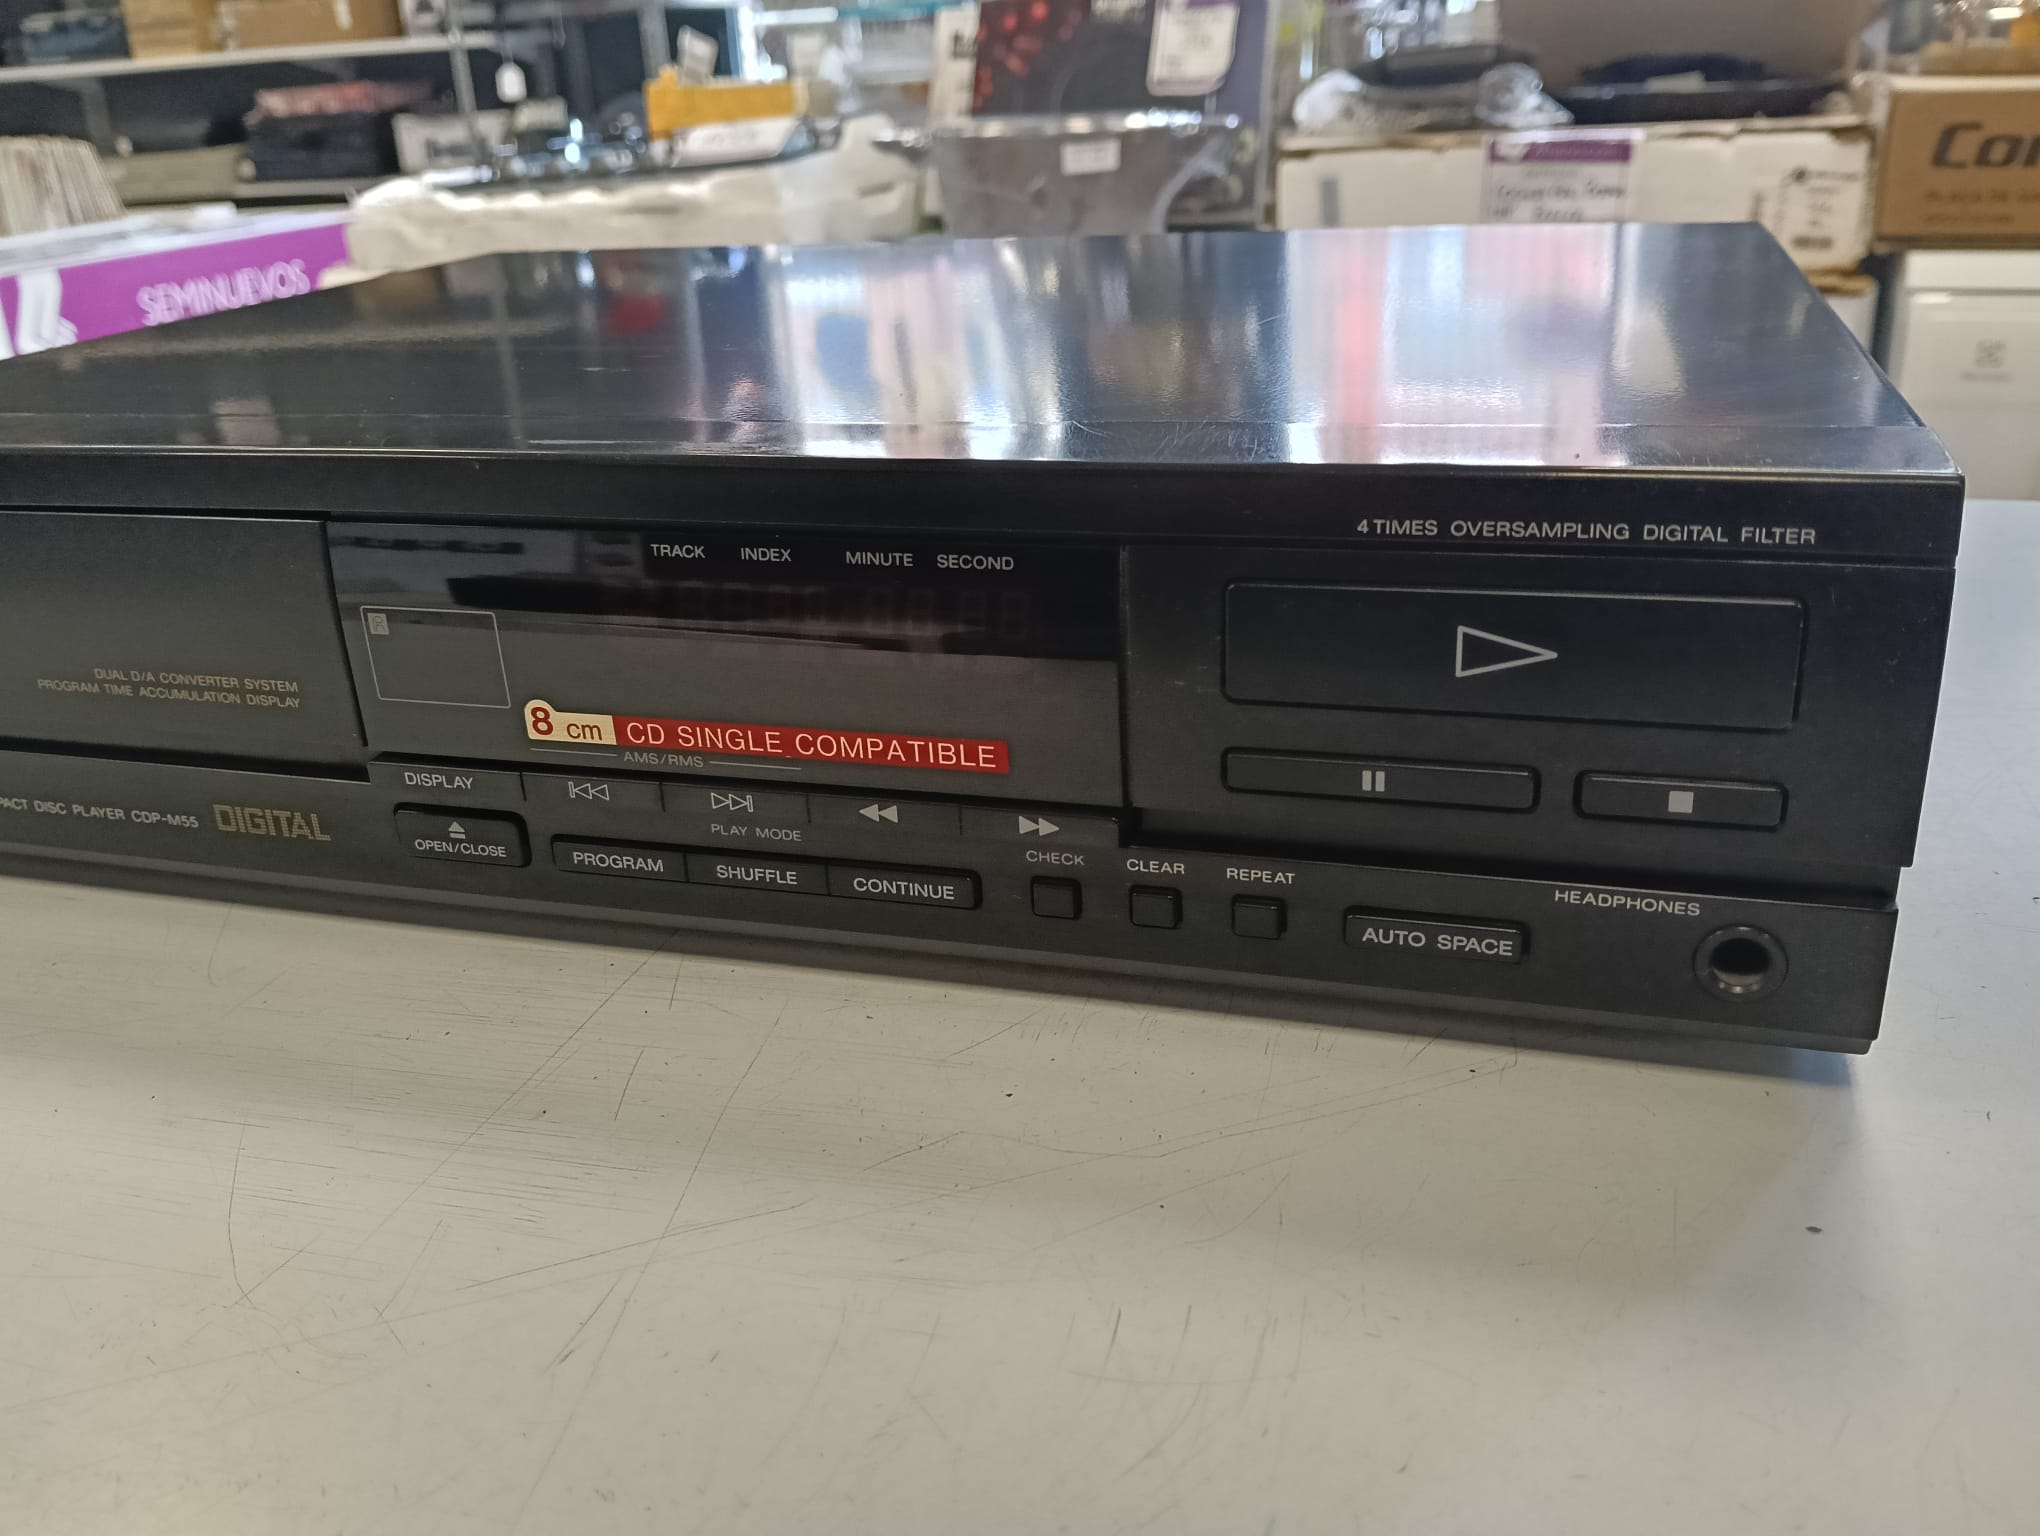 SEMINUEVOS
Co
4 TIMES OVERSAMPLING DIGITAL FILTER
TRACK INDEX MINUTE SECOND
DUAL D/A CONVERTER SYSTEM
PROGRAM TIME ACCUMULATION DISPLAY
8 cm CD SINGLE COMPATIBLE
AMS/RMS
DISPLAY
PACT DISC PLAYER CDP-M55 DIGITAL
OPEN/CLOSE
PLAY MODE
PROGRAM SHUFFLE CONTINUE
CHECK CLEAR REPEAT
AUTO SPACE
HEADPHONES